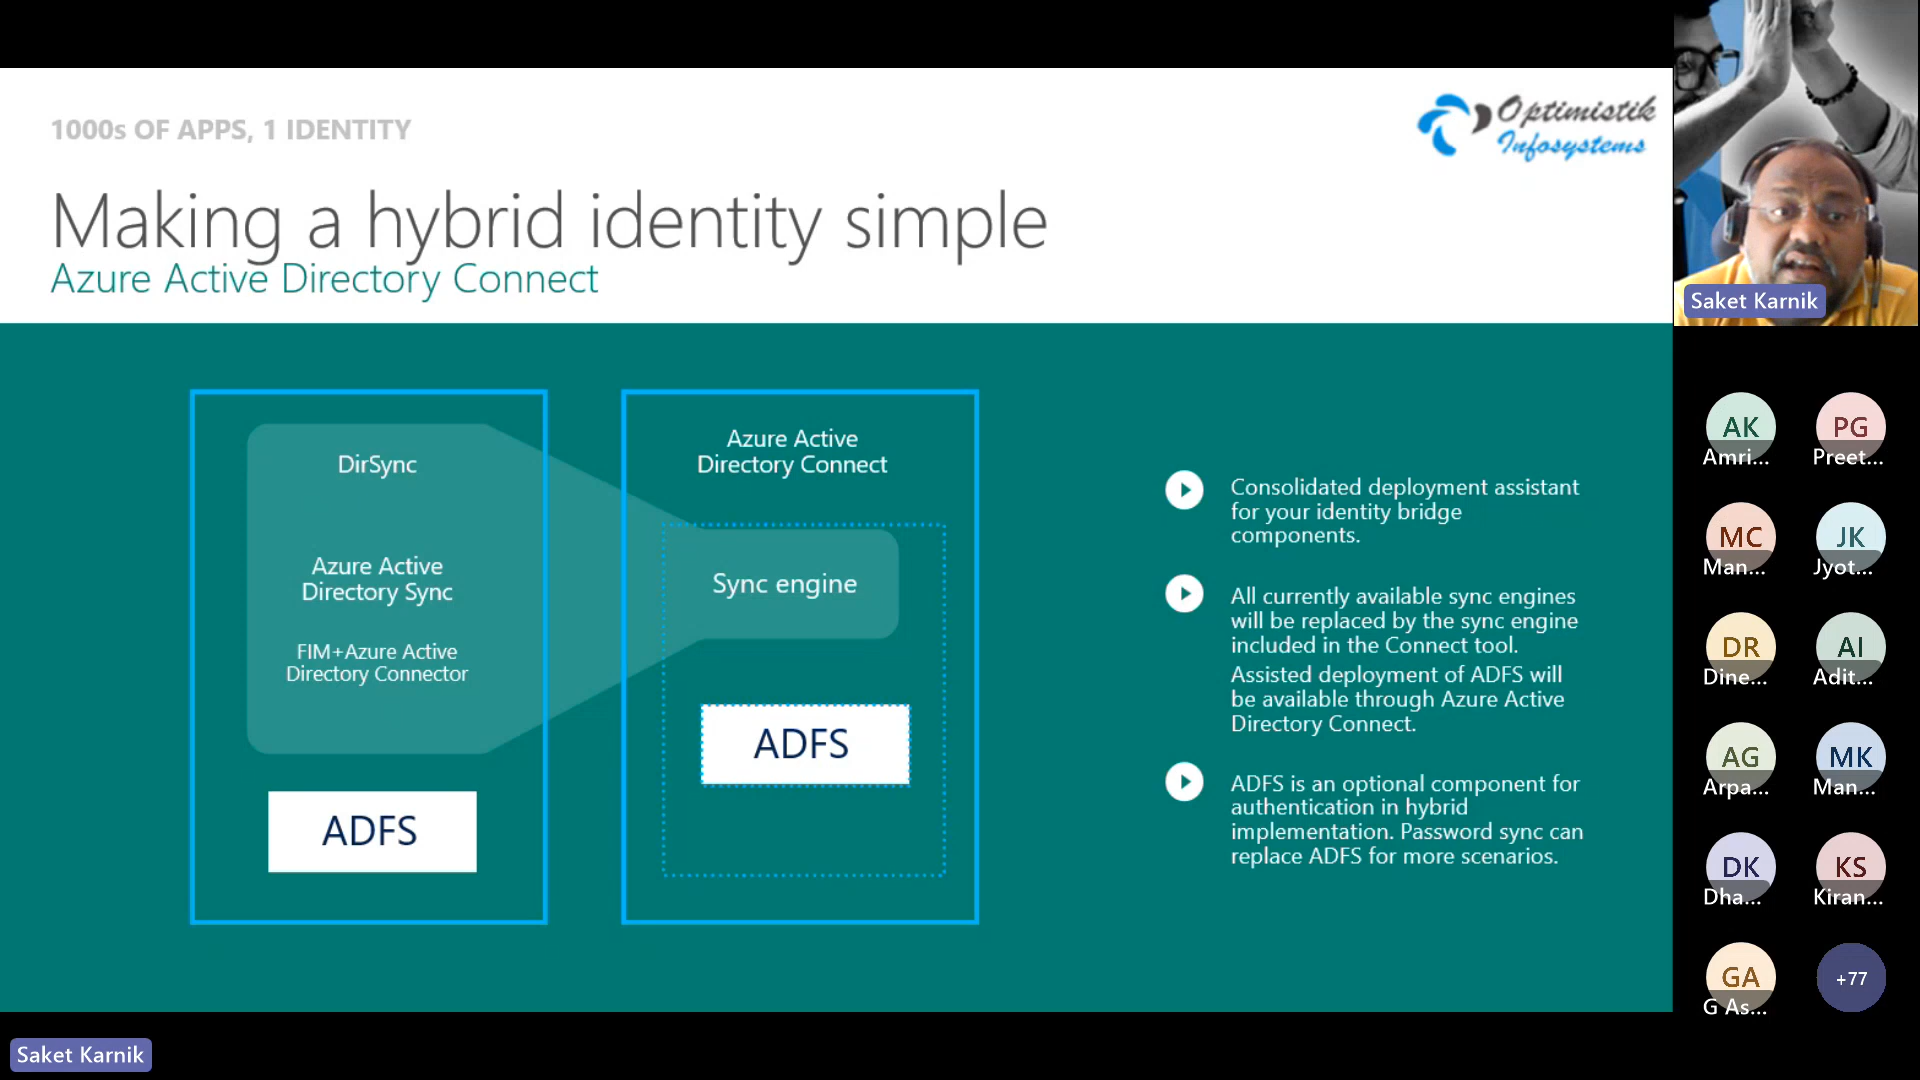 1000s OF APPS, 1 IDENTITY
Optimistik
Infosystems
Making a hybrid identity simple
Azure Active Directory Connect
DirSync
Azure Active
Directory Sync
FIM+Azure Active
Directory Connector
ADFS
Azure Active
Directory Connect
Sync engine
ADFS
Consolidated deployment assistant
for your identity bridge
components.
All currently available sync engines
will be replaced by the sync engine
included in the Connect tool.
Assisted deployment of ADFS will
be available through Azure Active
Directory Connect.
ADFS is an optional component for
authentication in hybrid
implementation. Password sync can
replace ADFS for more scenarios.
Saket Karnik
AK
Amri...
PG
Preet...
MC
Man...
JK
Jyot...
DR
Dine...
AI
Adit...
AG
Arpa...
MK
Man...
DK
Dha...
KS
Kiran...
GA
G As...
+77
Saket Karnik